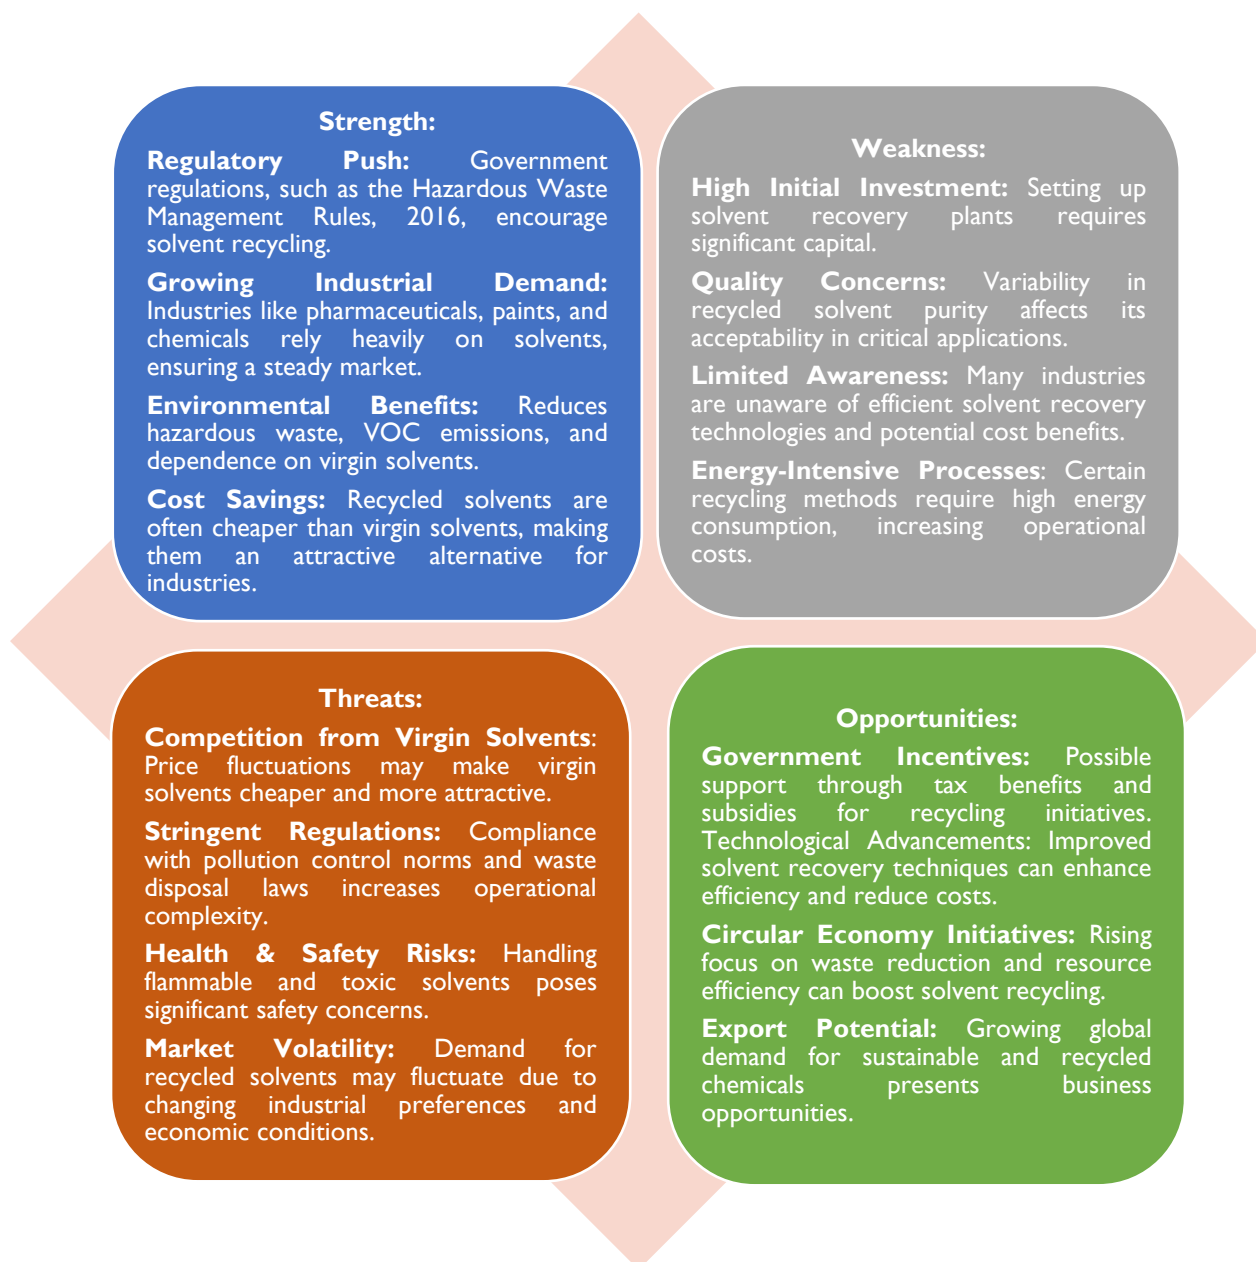 Strength:
Regulatory Push: Government
regulations, such as the Hazardous Waste
Management Rules, 2016, encourage
solvent recycling.
Growing Industrial Demand:
Industries like pharmaceuticals, paints, and
chemicals rely heavily on solvents,
ensuring a steady market.
Environmental Benefits: Reduces
hazardous waste, VOC emissions, and
dependence on virgin solvents.
Cost Savings: Recycled solvents are
often cheaper than virgin solvents, making
them an attractive alternative for
industries.
Weakness:
High Initial Investment: Setting up
solvent recovery plants requires
significant capital.
Quality Concerns: Variability in
recycled solvent purity affects its
acceptability in critical applications.
Limited Awareness: Many industries
are unaware of efficient solvent recovery
technologies and potential cost benefits.
Energy-Intensive Processes: Certain
recycling methods require high energy
consumption, increasing operational
costs.
Threats:
Competition from Virgin Solvents:
Price fluctuations may make virgin
solvents cheaper and more attractive.
Stringent Regulations: Compliance
with pollution control norms and waste
disposal laws increases operational
complexity.
Health & Safety Risks: Handling
flammable and toxic solvents poses
significant safety concerns.
Market Volatility: Demand for
recycled solvents may fluctuate due to
changing industrial preferences and
economic conditions.
Opportunities:
Government Incentives: Possible
support through tax benefits and
subsidies for recycling initiatives.
Technological Advancements: Improved
solvent recovery techniques can enhance
efficiency and reduce costs.
Circular Economy Initiatives: Rising
focus on waste reduction and resource
efficiency can boost solvent recycling.
Export Potential: Growing global
demand for sustainable and recycled
chemicals presents business
opportunities.